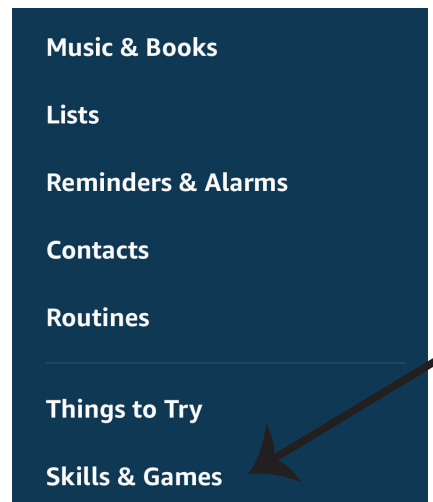 Music & Books
Lists
Reminders & Alarms
Contacts
Routines
Things to Try
Skills & Games